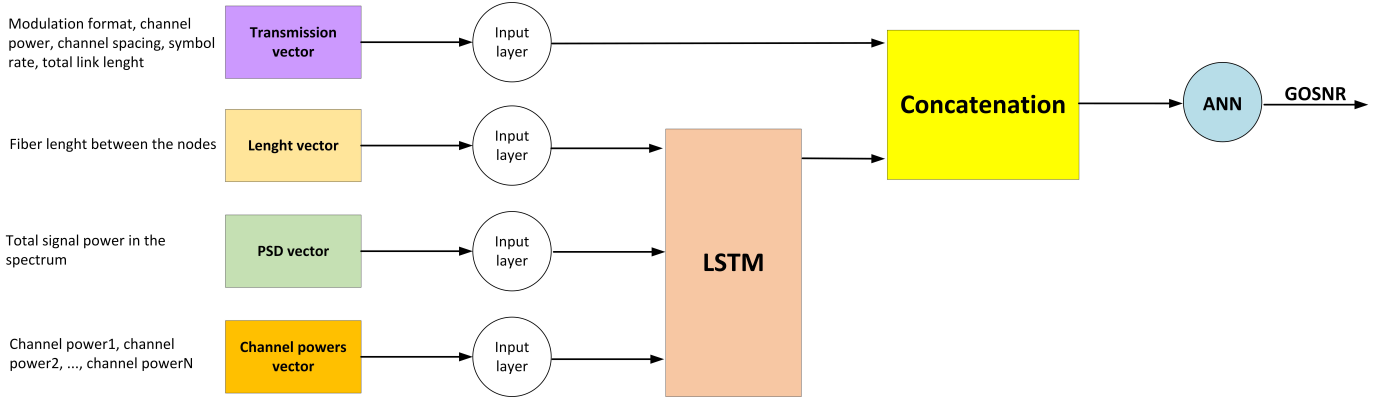 Modulation format, channel
power, channel spacing, symbol
rate, total link lenght
Transmission
vector
Input
layer
Fiber lenght between the nodes
Lenght vector
Input
layer
Total signal power in the
spectrum
PSD vector
Input
layer
Channel power1, channel
power2, ..., channel powerN
Channel powers
vector
Input
layer
LSTM
Concatenation
ANN
GOSNR